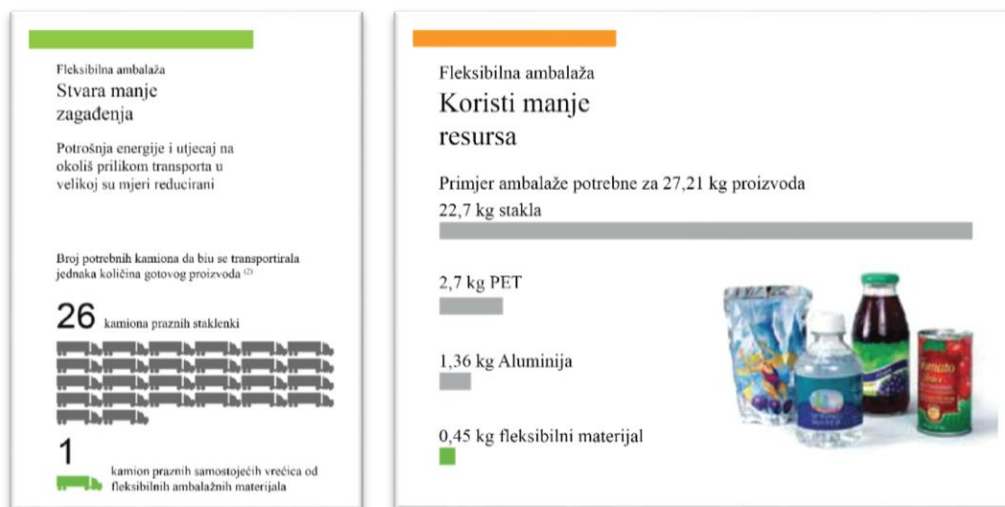 Fleksibilna ambalaža
Stvara manje
zagađenja
Potrošnja energije i utjecaj na
okoliš prilikom transporta u
velikoj su mjeri reducirani
Broj potrebnih kamiona da biu se transportirala
jednaka količina gotovog proizvoda (2)
26 kamiona praznih staklenki
1
kamion praznih samostojećih vrećica od
fleksibilnih ambalažnih materijala
Fleksibilna ambalaža
Koristi manje
resursa
Primjer ambalaže potrebne za 27,21 kg proizvoda
22,7 kg stakla
2,7 kg PET
1,36 kg Aluminija
0,45 kg fleksibilni materijal